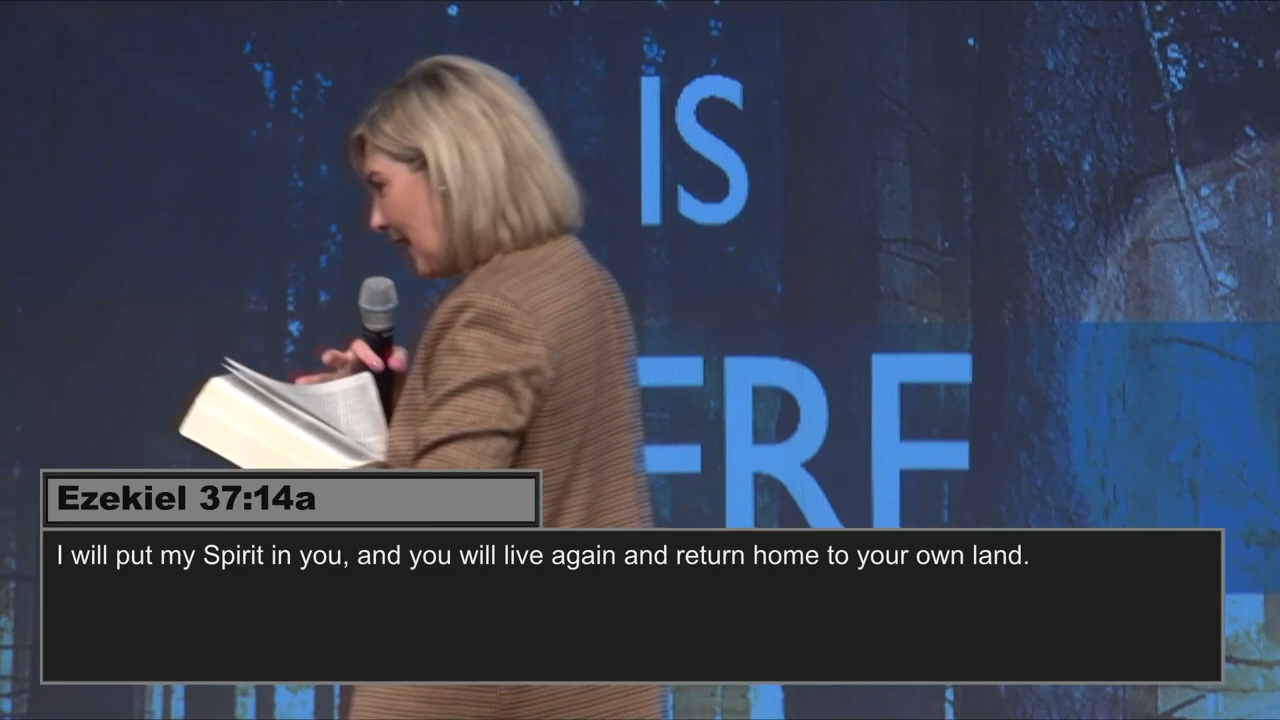 IS
ERE
Ezekiel 37:14a
I will put my Spirit in you, and you will live again and return home to your own land.